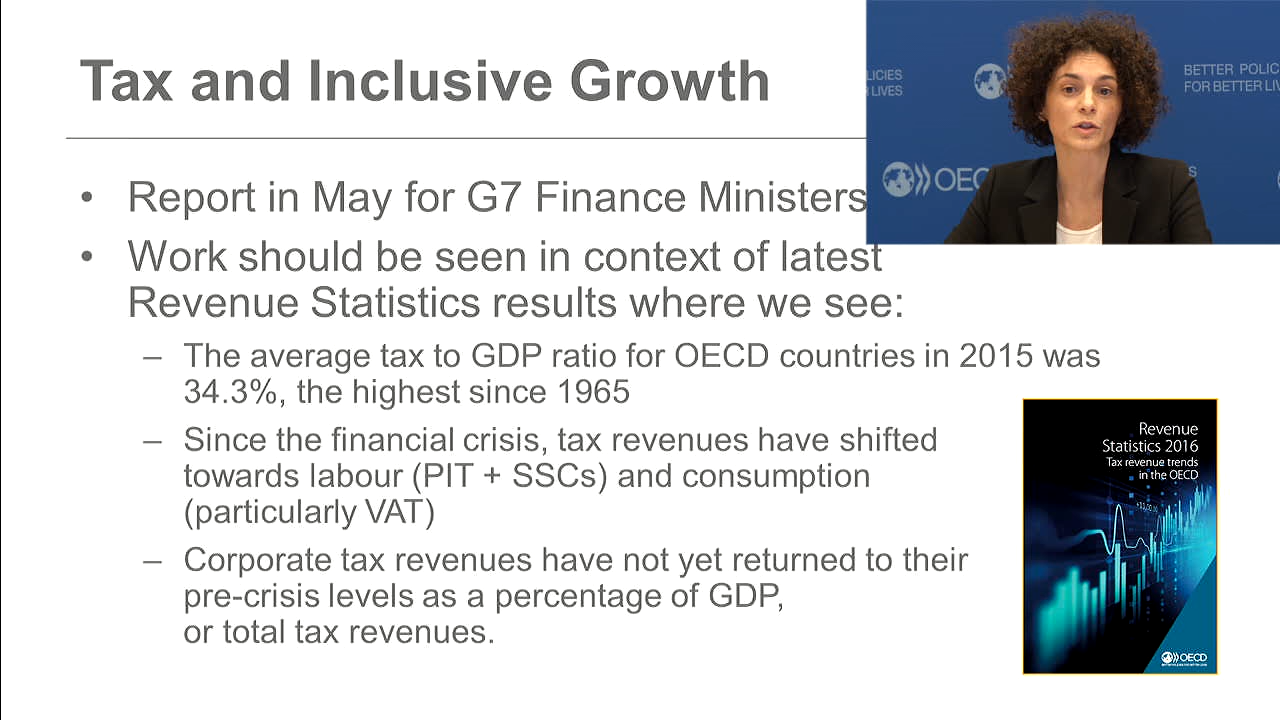 Tax and Inclusive Growth
LICIES
LIVES
BETTER POLIC
FOR BETTER LIV
OEC
S
• Report in May for G7 Finance Ministers
• Work should be seen in context of latest
Revenue Statistics results where we see:
– The average tax to GDP ratio for OECD countries in 2015 was
34.3%, the highest since 1965
– Since the financial crisis, tax revenues have shifted
towards labour (PIT + SSCs) and consumption
(particularly VAT)
– Corporate tax revenues have not yet returned to their
pre-crisis levels as a percentage of GDP,
or total tax revenues.
Revenue
Statistics 2016
Tax revenue trends
in the OECD
OECD